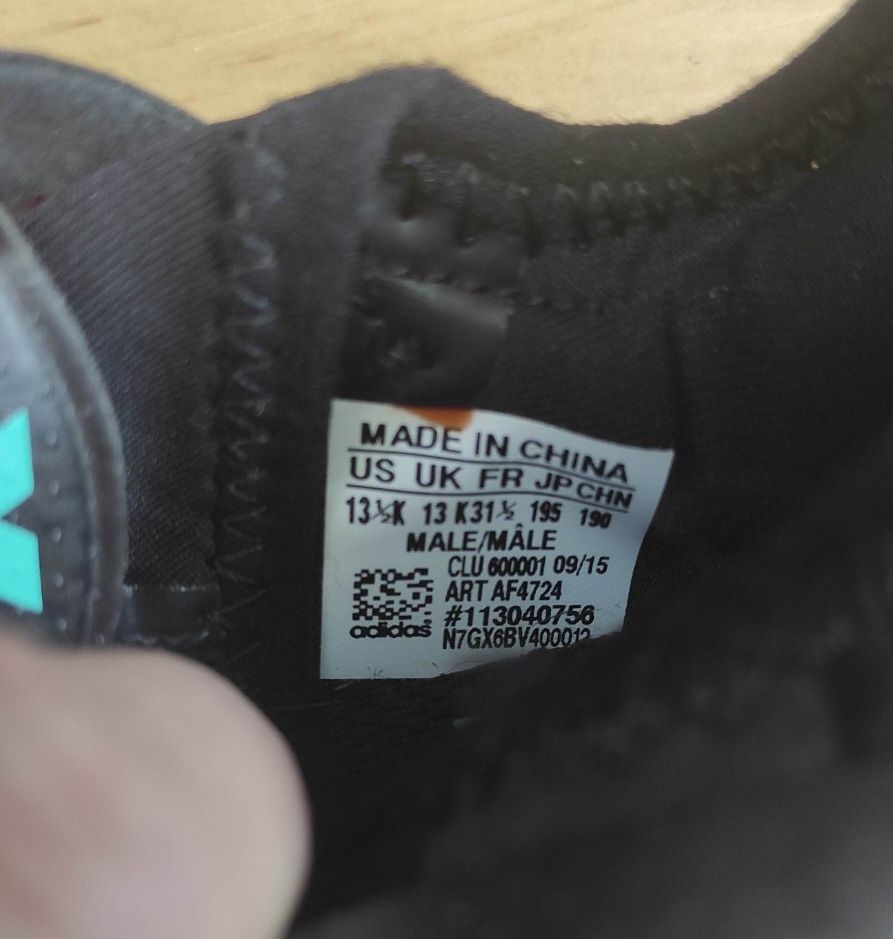 MADE IN CHINA
US UK FR JP CHN
13½K 13 K 31½ 195 190
MALE/MÂLE
CLU 600001 09/15
ART AF4724
#113040756
adidas